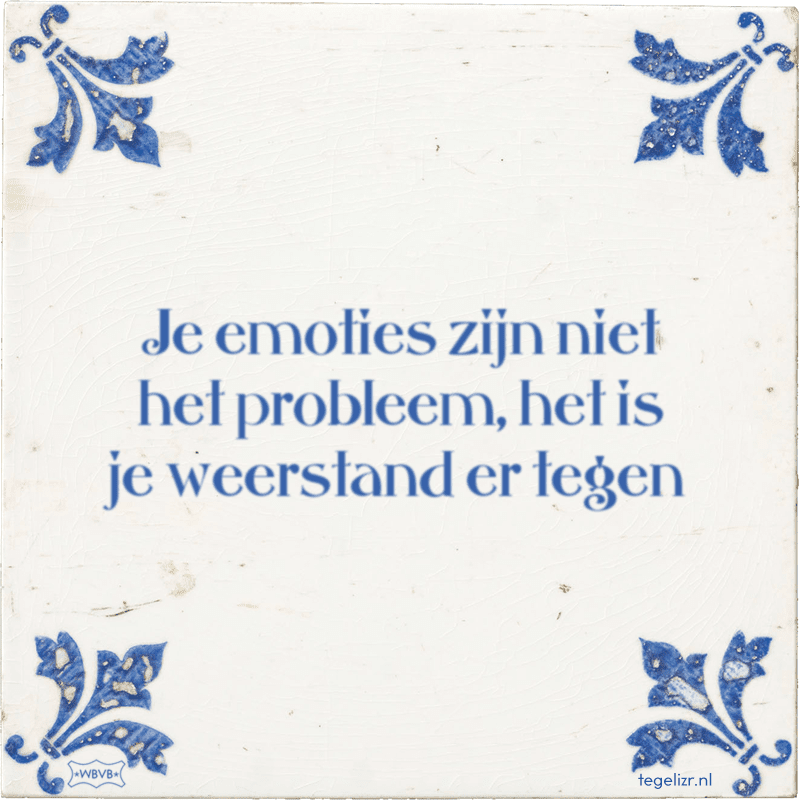 Je emoties zijn niet
het probleem, het is
je weerstand er tegen
*WBVB*
tegelizr.nl